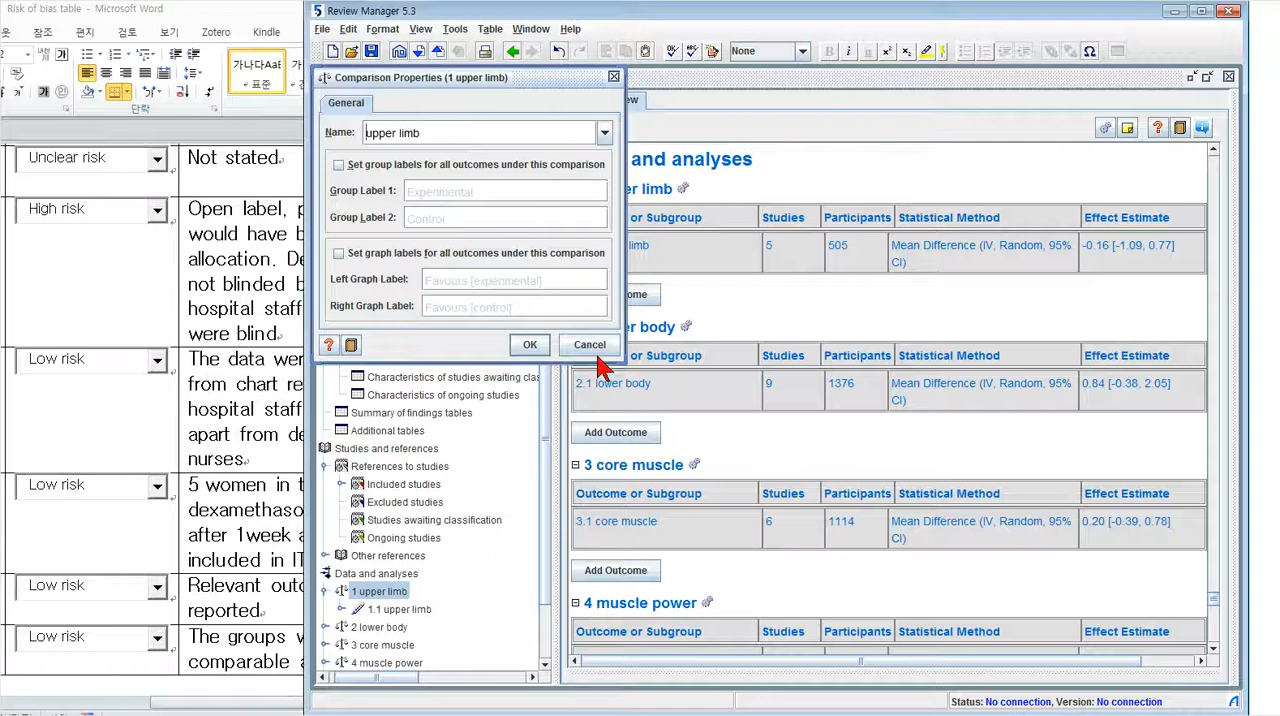 Risk of bias table - Microsoft Word
참조
편지
검토
보기
Zotero
Kindle
가나다AaB
표준
단락
Unclear risk
Not stated.
High risk
Open label, p
would have b
allocation. De
not blinded b
hospital staff
were blind.
Low risk
The data wer
from chart re
hospital staff
apart from de
nurses.
Low risk
5 women in t
dexamethaso
after 1week a
included in IT
Low risk
Relevant outc
reported.
Low risk
The groups w
comparable a
Review Manager 5.3
File Edit Format View Tools Table Window Help
None
Comparison Properties (1 upper limb)
General
Name: upper limb
Set group labels for all outcomes under this comparison
Group Label 1: Experimental
Group Label 2: Control
Set graph labels for all outcomes under this comparison
Left Graph Label: Favours [experimental]
Right Graph Label: Favours [control]
OK Cancel
Characteristics of studies awaiting clas
Characteristics of ongoing studies
Summary of findings tables
Additional tables
Studies and references
References to studies
Included studies
Excluded studies
Studies awaiting classification
Ongoing studies
Other references
Data and analyses
1 upper limb
1.1 upper limb
2 lower body
3 core muscle
4 muscle power
ew
and analyses
er limb
or Subgroup Studies Participants Statistical Method Effect Estimate
limb 5 505 Mean Difference (IV, Random, 95% -0.16 [-1.09, 0.77]
CI)
ome
er body
or Subgroup Studies Participants Statistical Method Effect Estimate
2.1 lower body 9 1376 Mean Difference (IV, Random, 95% 0.84 [-0.38, 2.05]
CI)
Add Outcome
3 core muscle
Outcome or Subgroup Studies Participants Statistical Method Effect Estimate
3.1 core muscle 6 1114 Mean Difference (IV, Random, 95% 0.20 [-0.39, 0.78]
CI)
Add Outcome
4 muscle power
Outcome or Subgroup Studies Participants Statistical Method Effect Estimate
Status: No connection, Version: No connection